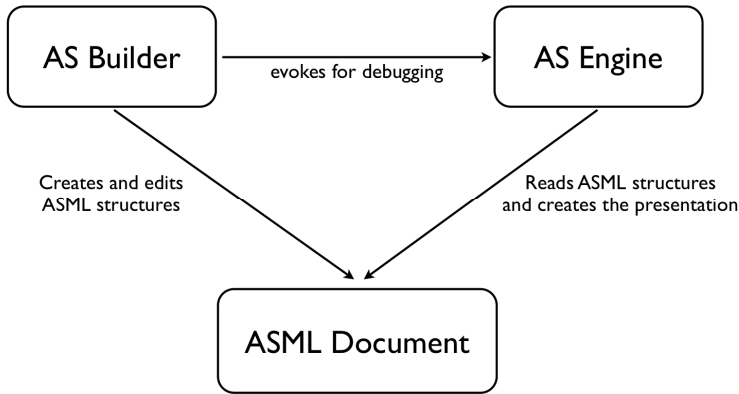 AS Builder
evokes for debugging
AS Engine
Creates and edits
ASML structures
Reads ASML structures
and creates the presentation
ASML Document